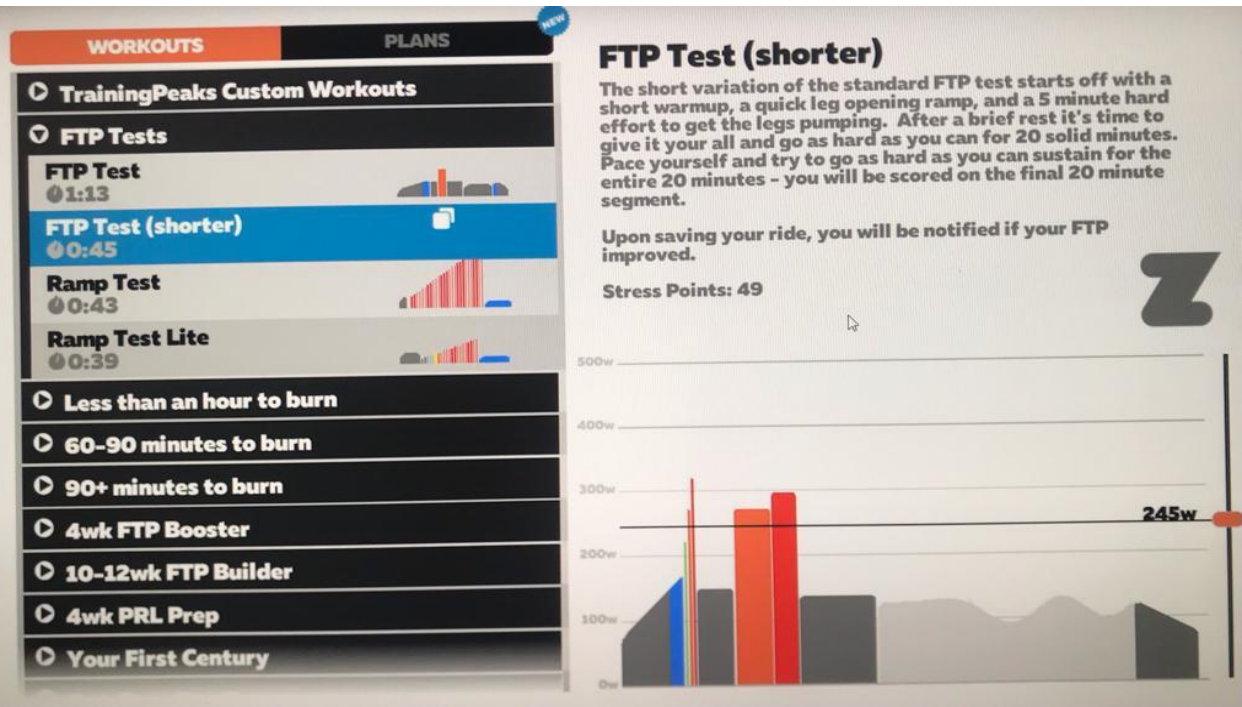 WORKOUTS
PLANS
NEW
TrainingPeaks Custom Workouts
FTP Tests
FTP Test
1:13
FTP Test (shorter)
0:45
Ramp Test
0:43
Ramp Test Lite
0:39
Less than an hour to burn
60-90 minutes to burn
90+ minutes to burn
4wk FTP Booster
10-12wk FTP Builder
4wk PRL Prep
Your First Century
FTP Test (shorter)
The short variation of the standard FTP test starts off with a
short warmup, a quick leg opening ramp, and a 5 minute hard
effort to get the legs pumping. After a brief rest it's time to
give it your all and go as hard as you can for 20 solid minutes.
Pace yourself and try to go as hard as you can sustain for the
entire 20 minutes - you will be scored on the final 20 minute
segment.
Upon saving your ride, you will be notified if your FTP
improved.
Stress Points: 49
Z
500w
400w
300w
245w
200w
100w
0w